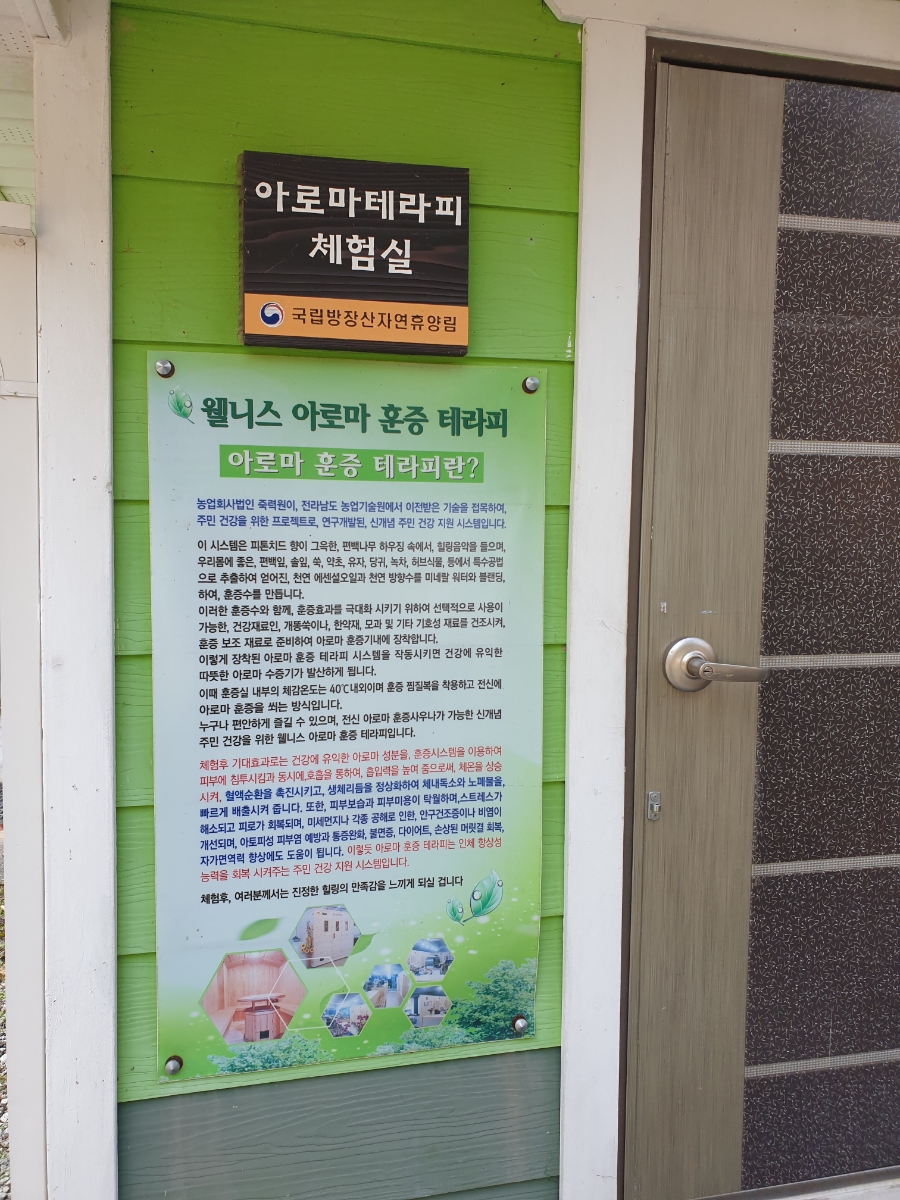 아로마테라피
체험실
국립방장산자연휴양림
웰니스 아로마 훈증 테라피
아로마 훈증 테라피란?
농업회사법인 죽력원이, 전라남도 농업기술원에서 이전받은 기술을 접목하여,
주민 건강을 위한 프로젝트로, 연구개발된, 신개념 주민 건강 지원 시스템입니다.
이 시스템은 피톤치드 향이 그윽한, 편백나무 하우징 속에서, 힐링음악을 들으며,
우리몸에 좋은, 편백잎, 솔잎, 쑥, 약초, 유자, 당귀, 녹차, 허브식물, 등에서 특수공법
으로 추출하여 얻어진, 천연 에센셜오일과 천연 방향수를 미네랄 워터와 블랜딩,
하여, 훈증수를 만듭니다.
이러한 훈증수와 함께, 훈증효과를 극대화 시키기 위하여 선택적으로 사용이
가능한, 건강재료인, 개똥쑥이나, 한약재, 모과 및 기타 기호성 재료를 건조시켜,
훈증 보조 재료로 준비하여 아로마 훈증기내에 장착합니다.
이렇게 장착된 아로마 훈증 테라피 시스템을 작동시키면 건강에 유익한
따뜻한 아로마 수증기가 발산하게 됩니다.
이때 훈증실 내부의 체감온도는 40℃내외이며 훈증 찜질복을 착용하고 전신에
아로마 훈증을 쐬는 방식입니다.
누구나 편안하게 즐길 수 있으며, 전신 아로마 훈증사우나가 가능한 신개념
주민 건강을 위한 웰니스 아로마 훈증 테라피입니다.
체험후 기대효과로는 건강에 유익한 아로마 성분을, 훈증시스템을 이용하여
피부에 침투시킴과 동시에,호흡을 통하여, 흡입력을 높여 줌으로써, 체온을 상승
시켜, 혈액순환을 촉진시키고, 생체리듬을 정상화하여 체내독소와 노폐물을,
빠르게 배출시켜 줍니다. 또한, 피부보습과 피부미용이 탁월하며,스트레스가
해소되고 피로가 회복되며, 미세먼지나 각종 공해로 인한, 안구건조증이나 비염이
개선되며, 아토피성 피부염 예방과 통증완화, 불면증, 다이어트, 손상된 머릿결 회복,
자가면역력 향상에도 도움이 됩니다. 이렇듯 아로마 훈증 테라피는 인체 항상성
능력을 회복 시켜주는 주민 건강 지원 시스템입니다.
체험후, 여러분께서는 진정한 힐링의 만족감을 느끼게 되실 겁니다